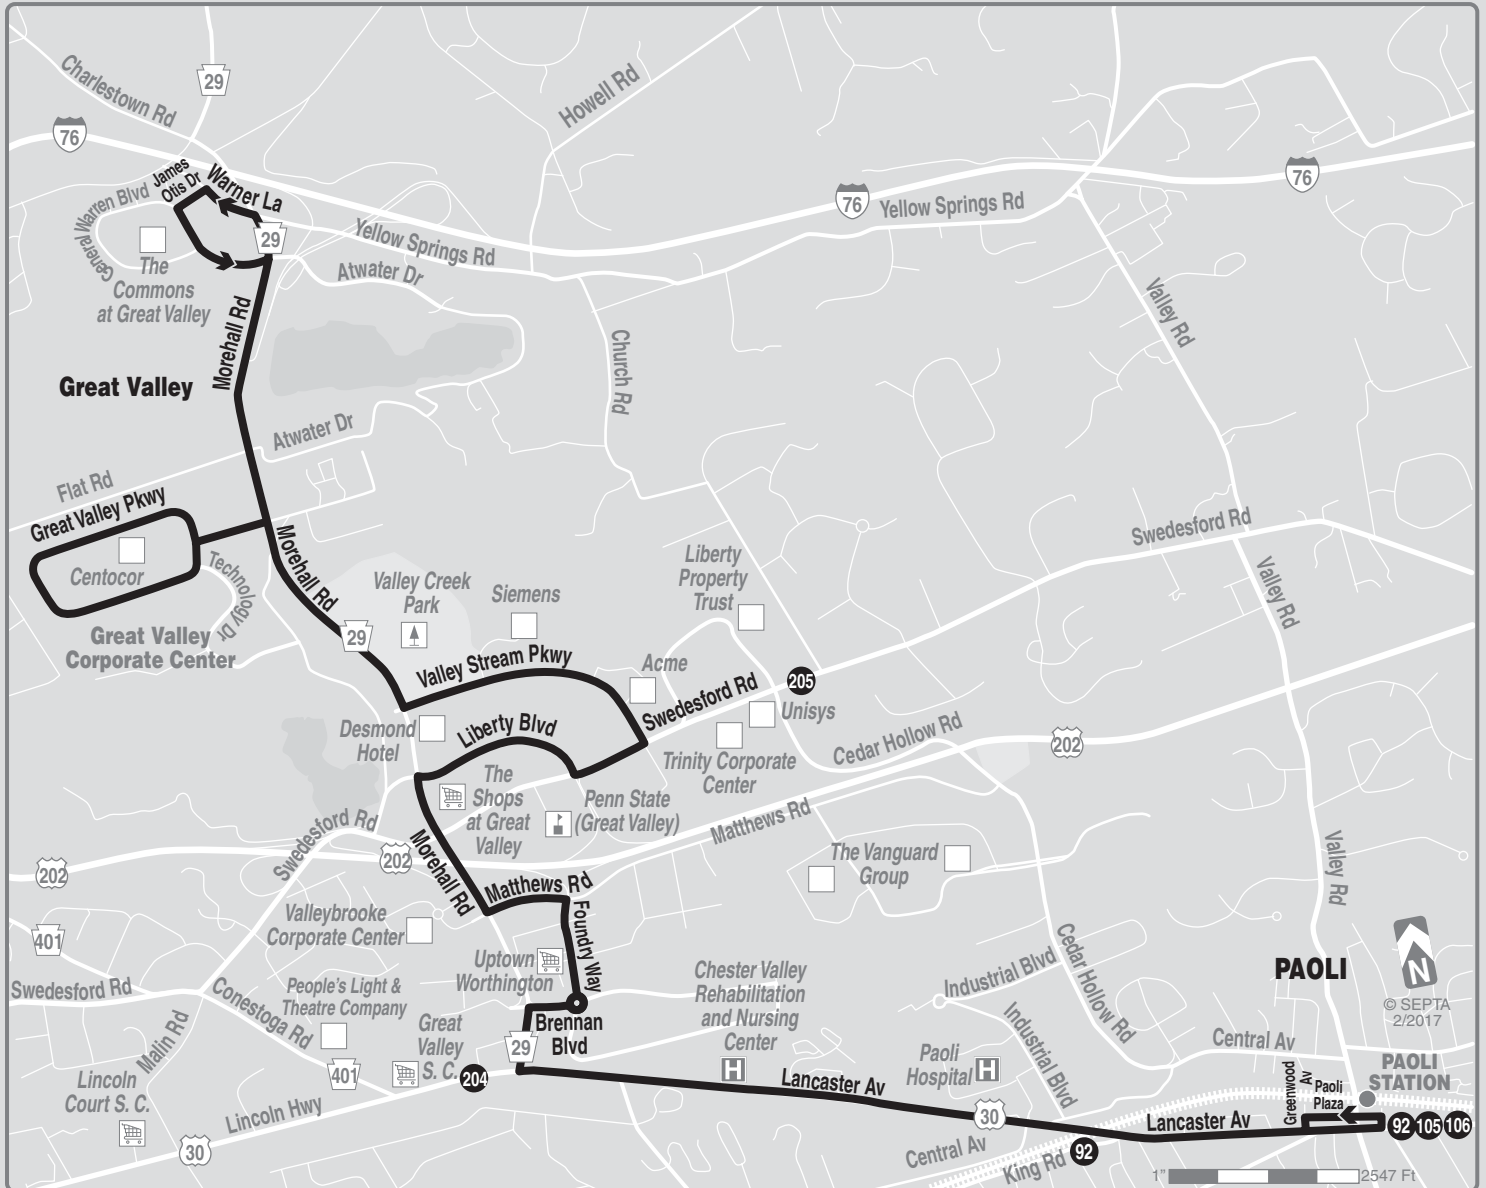 Charlestown Rd
29
Howell Rd
76
James
Otis Dr
Warner La
General Warren Blvd
29
The
Commons
at Great Valley
Yellow Springs Rd
Atwater Dr
76
Yellow Springs Rd
76
Valley Rd
Morehall Rd
Great Valley
Church Rd
Atwater Dr
Flat Rd
Great Valley Pkwy
Centocor
Technology Dr
Great Valley
Corporate Center
Morehall Rd
29
Valley Creek
Park
Siemens
Liberty
Property
Trust
Swedesford Rd
Valley Rd
Valley Stream Pkwy
Acme
Swedesford Rd
205
Unisys
Trinity Corporate
Center
Cedar Hollow Rd
202
Desmond
Hotel
Liberty Blvd
The
Shops
at Great
Valley
Penn State
(Great Valley)
Matthews Rd
Swedesford Rd
202
202
Morehall Rd
Matthews Rd
Foundry Way
The Vanguard
Group
Valley Rd
401
Valleybrooke
Corporate Center
Uptown
Worthington
Swedesford Rd
Conestoga Rd
People's Light &
Theatre Company
Malin Rd
Great
Valley
S. C.
204
401
29
Brennan
Blvd
Chester Valley
Rehabilitation
and Nursing
Center
H
Industrial Blvd
Cedar Hollow Rd
Industrial Blvd
PAOLI
N
© SEPTA
2/2017
Central Av
Paoli
Hospital
H
PAOLI
STATION
Greenwood
Av
Paoli
Plaza
Lincoln
Court S. C.
Lincoln Hwy
30
Lancaster Av
30
Lancaster Av
92
105
106
Central Av
King Rd
92
1"
2547 Ft